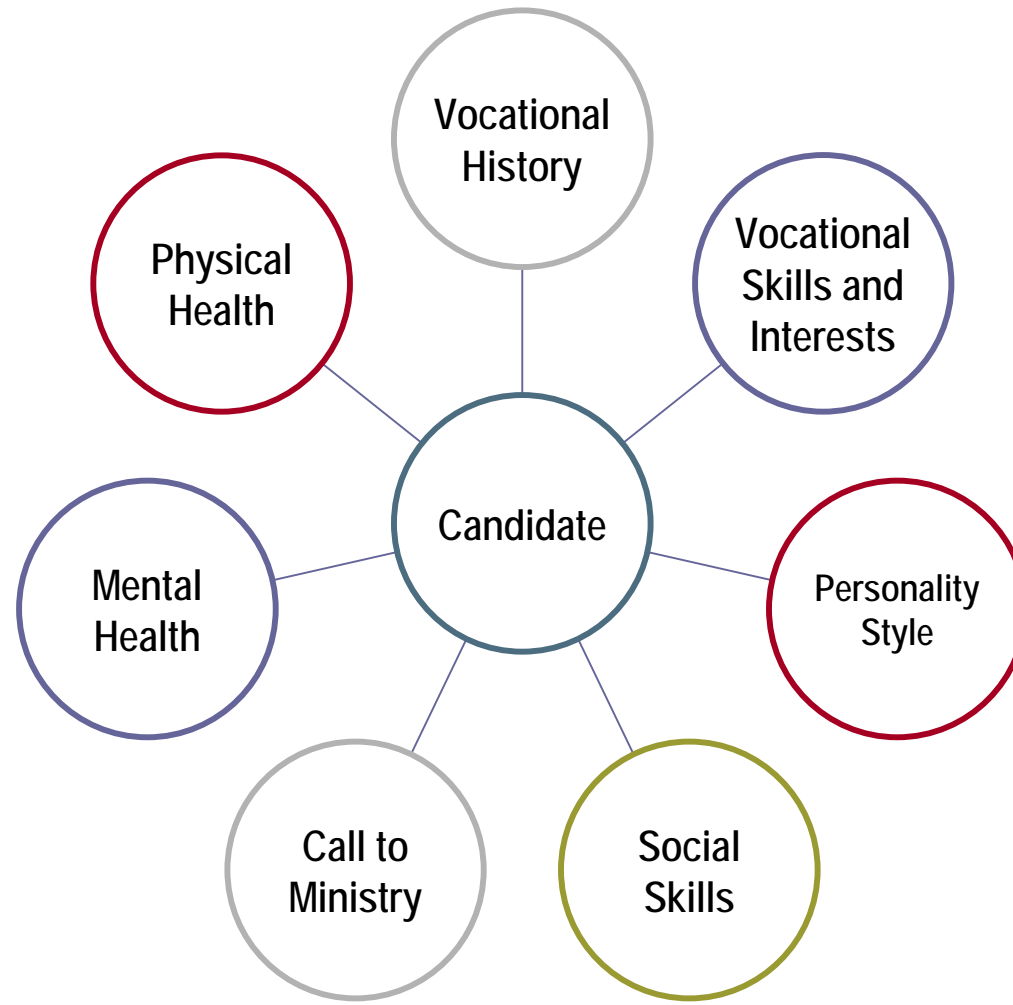 Vocational
History
Vocational
Skills and
Interests
Physical
Health
Candidate
Personality
Style
Mental
Health
Social
Skills
Call to
Ministry